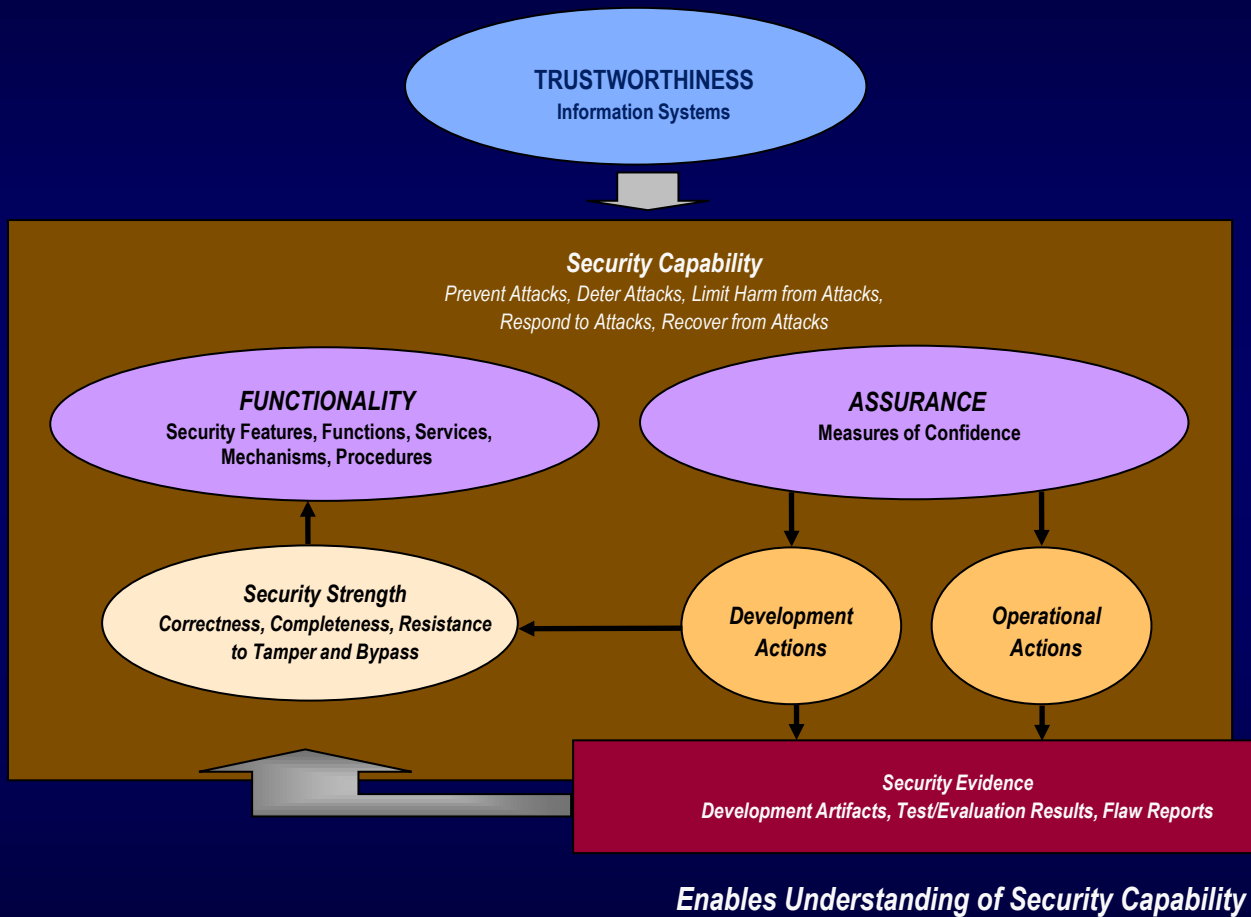 TRUSTWORTHINESS
Information Systems
Security Capability
Prevent Attacks, Deter Attacks, Limit Harm from Attacks,
Respond to Attacks, Recover from Attacks
FUNCTIONALITY
Security Features, Functions, Services,
Mechanisms, Procedures
ASSURANCE
Measures of Confidence
Security Strength
Correctness, Completeness, Resistance
to Tamper and Bypass
Development
Actions
Operational
Actions
Security Evidence
Development Artifacts, Test/Evaluation Results, Flaw Reports
Enables Understanding of Security Capability